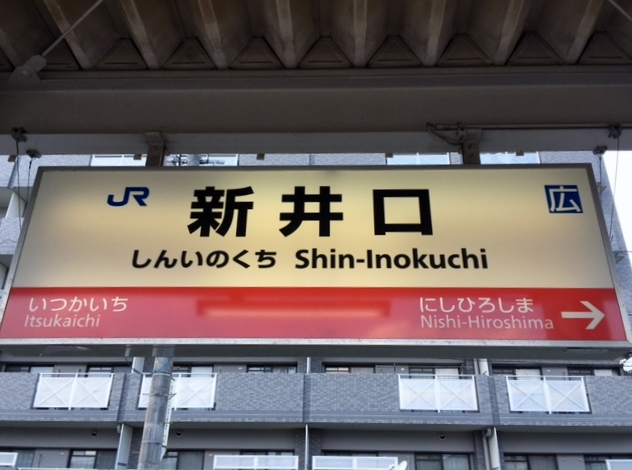 JR 新井口 広
しんいのくち Shin-Inokuchi
いつかいち にしひろしま
Itsukaichi Nishi-Hiroshima →